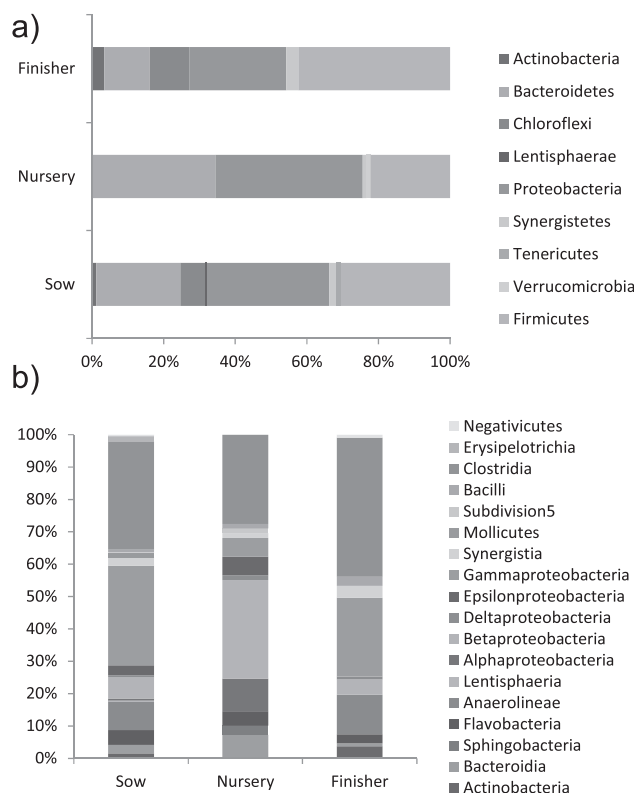 a)
Finisher
Nursery
Sow
0% 20% 40% 60% 80% 100%
Actinobacteria
Bacteroidetes
Chloroflexi
Lentisphaerae
Proteobacteria
Synergistetes
Tenericutes
Verrucomicrobia
Firmicutes
b)
100%
90%
80%
70%
60%
50%
40%
30%
20%
10%
0%
Sow Nursery Finisher
Negativicutes
Erysipelotrichia
Clostridia
Bacilli
Subdivision5
Mollicutes
Synergistia
Gammaproteobacteria
Epsilonproteobacteria
Deltaproteobacteria
Betaproteobacteria
Alphaproteobacteria
Lentisphaeria
Anaerolineae
Flavobacteria
Sphingobacteria
Bacteroidia
Actinobacteria